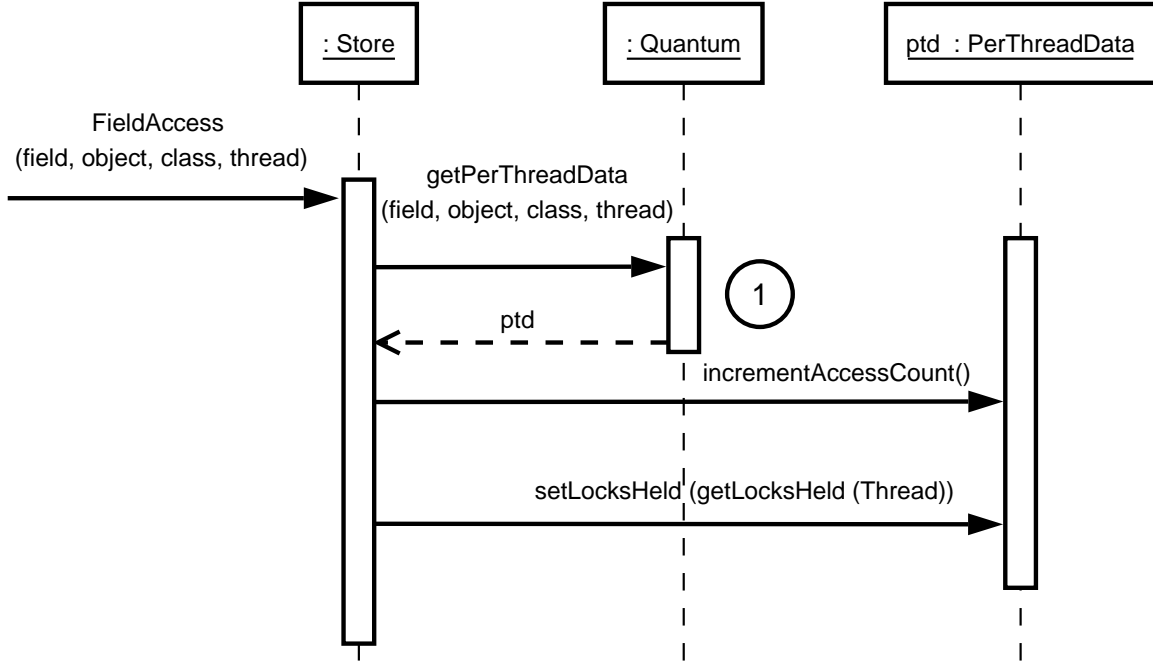 : Store
: Quantum
ptd : PerThreadData
FieldAccess
(field, object, class, thread)
getPerThreadData
(field, object, class, thread)
1
ptd
incrementAccessCount()
setLocksHeld (getLocksHeld (Thread))